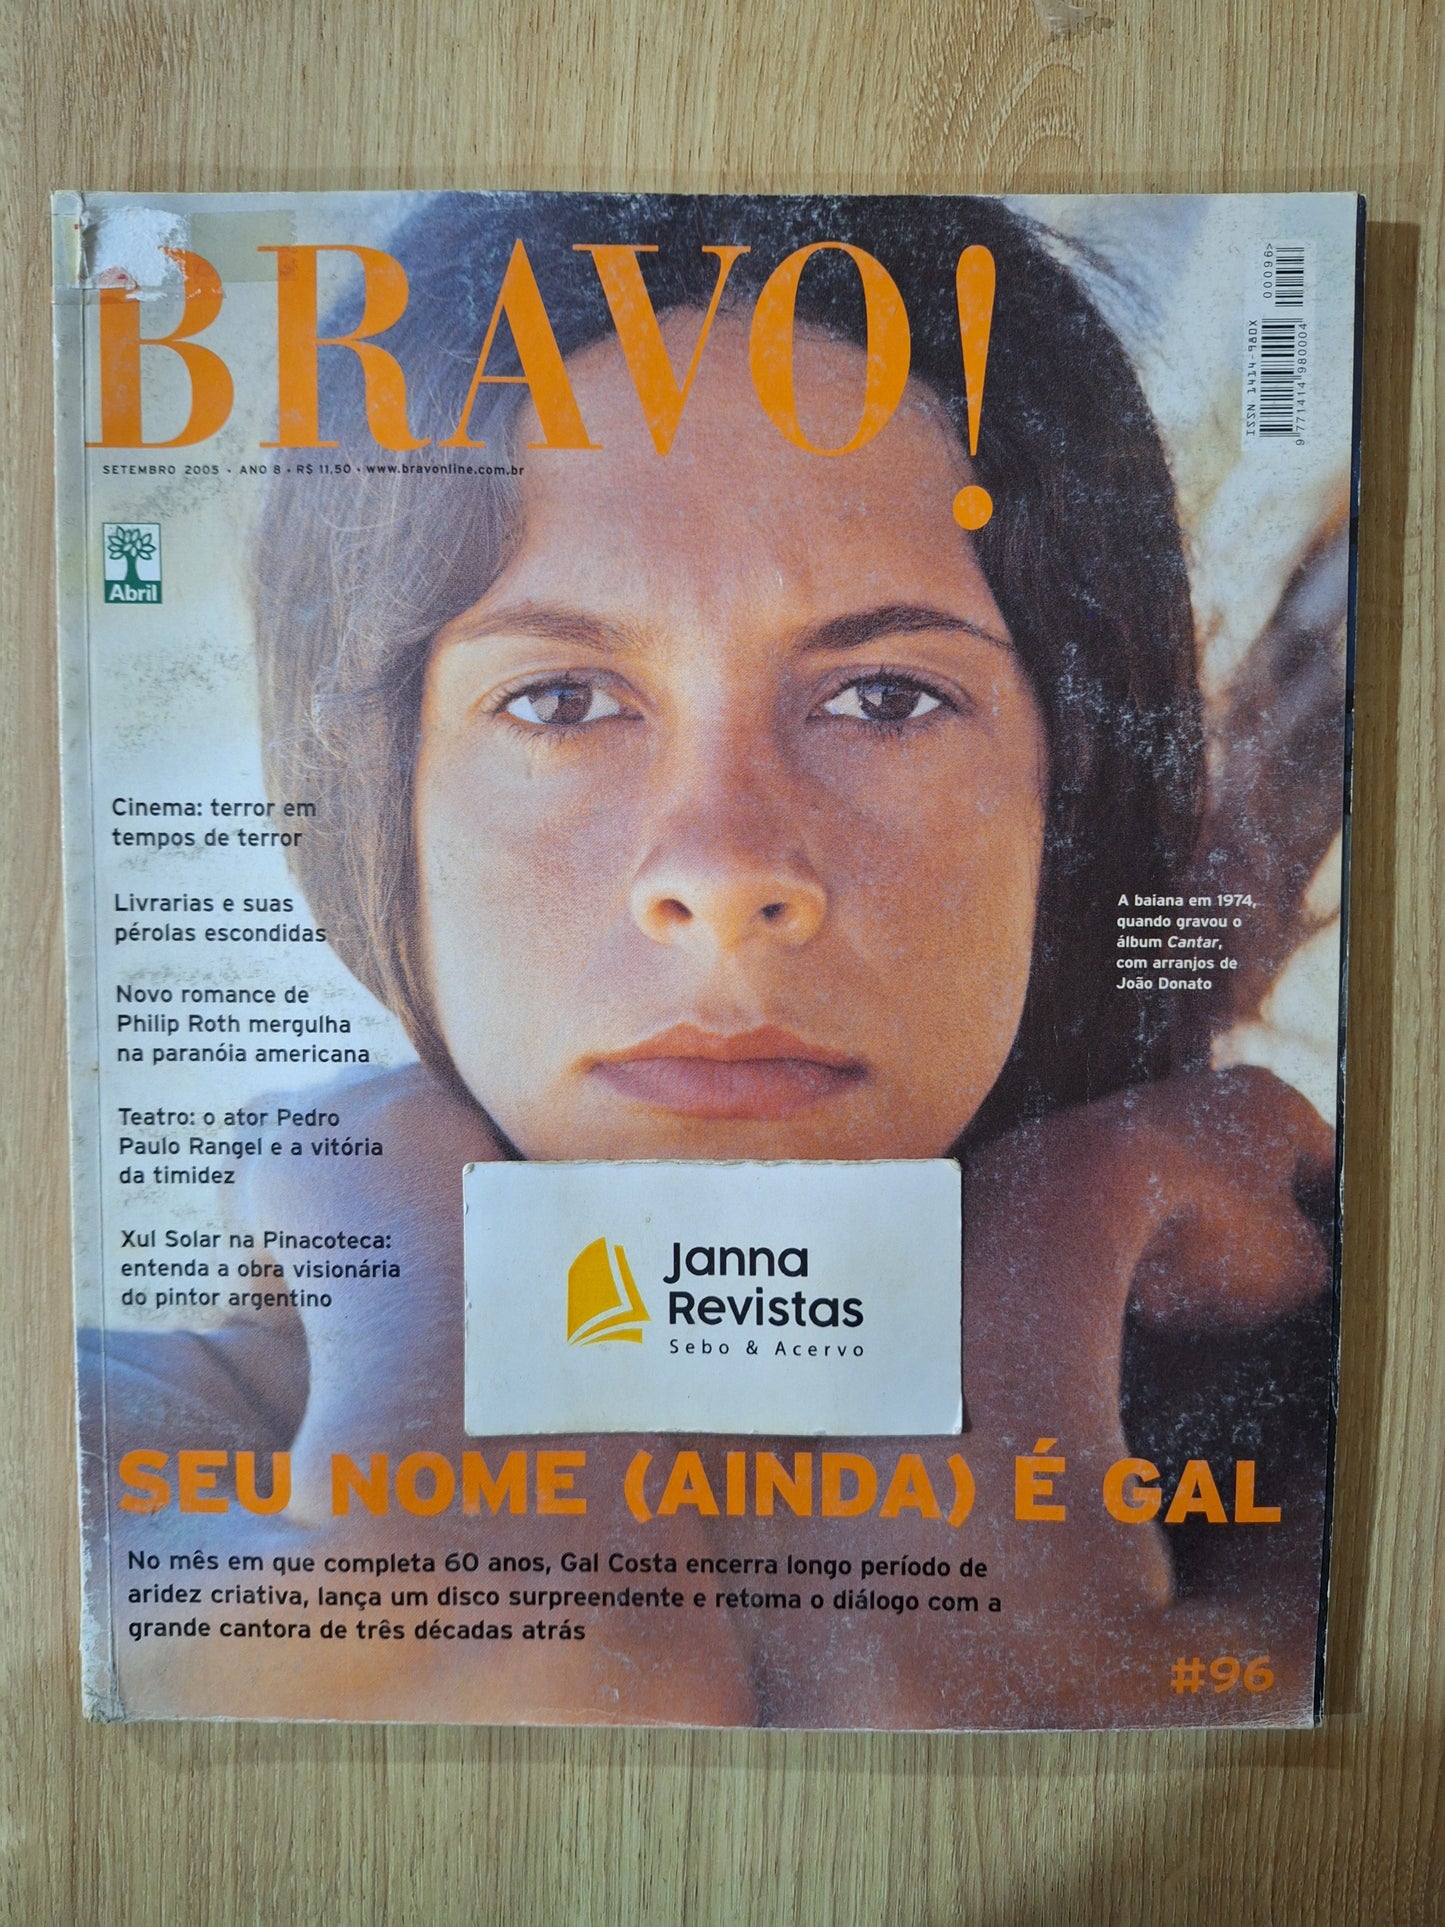 BRAVO!
SETEMBRO 2005 • ANO 8 • R$ 11,50 • www.bravonline.com.br
00096>
ISSN 1414-980X
9 771414 980004
Abril
Cinema: terror em
tempos de terror
Livrarias e suas
pérolas escondidas
Novo romance de
Philip Roth mergulha
na paranóia americana
Teatro: o ator Pedro
Paulo Rangel e a vitória
da timidez
Xul Solar na Pinacoteca:
entenda a obra visionária
do pintor argentino
A baiana em 1974,
quando gravou o
álbum Cantar,
com arranjos de
João Donato
Janna
Revistas
Sebo & Acervo
SEU NOME (AINDA) É GAL
No mês em que completa 60 anos, Gal Costa encerra longo período de
aridez criativa, lança um disco surpreendente e retoma o diálogo com a
grande cantora de três décadas atrás
#96